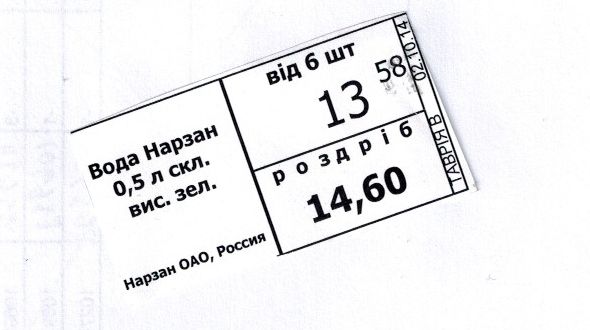 Вода Нарзан
0,5 л скл.
вис. зел.
Нарзан ОАО, Россия
від 6 шт
13 58
роздріб
14,60
ТАВРІЯ В
02.10.14